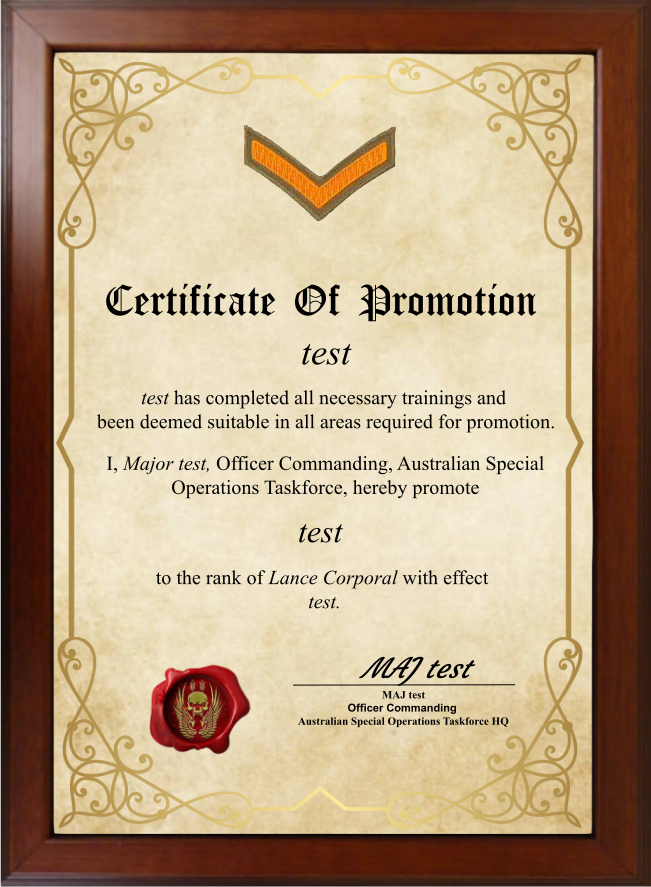 Certificate Of Promotion
test
test has completed all necessary trainings and
been deemed suitable in all areas required for promotion.
I, Major test, Officer Commanding, Australian Special
Operations Taskforce, hereby promote
test
to the rank of Lance Corporal with effect
test.
MAJ test
MAJ test
Officer Commanding
Australian Special Operations Taskforce HQ